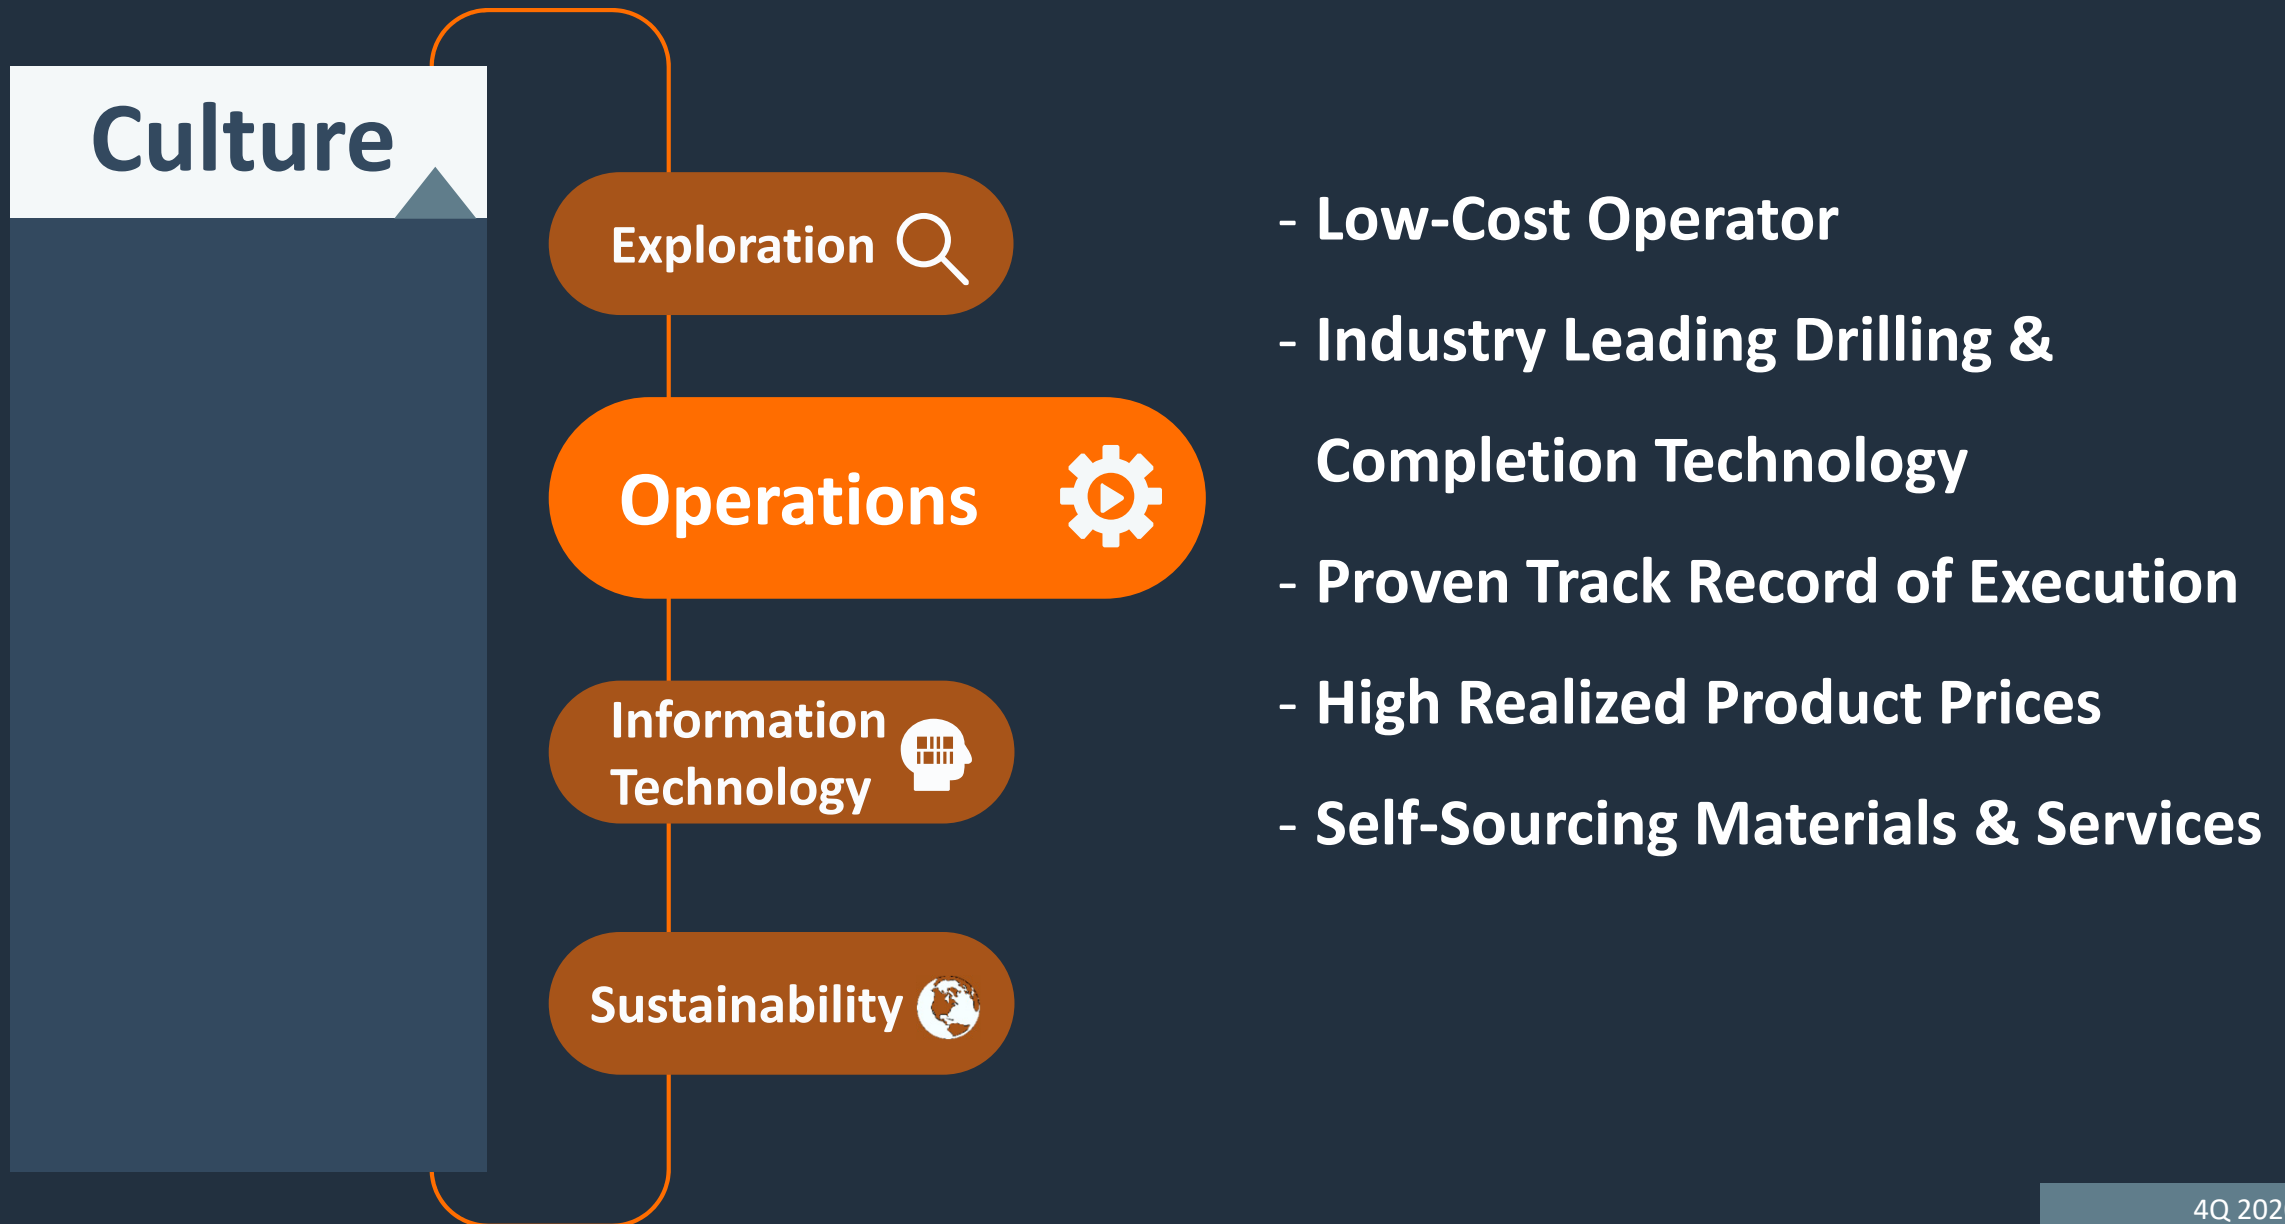 Culture
Exploration
Operations
Information
Technology
Sustainability
- Low-Cost Operator
- Industry Leading Drilling &
Completion Technology
- Proven Track Record of Execution
- High Realized Product Prices
- Self-Sourcing Materials & Services
4Q 202